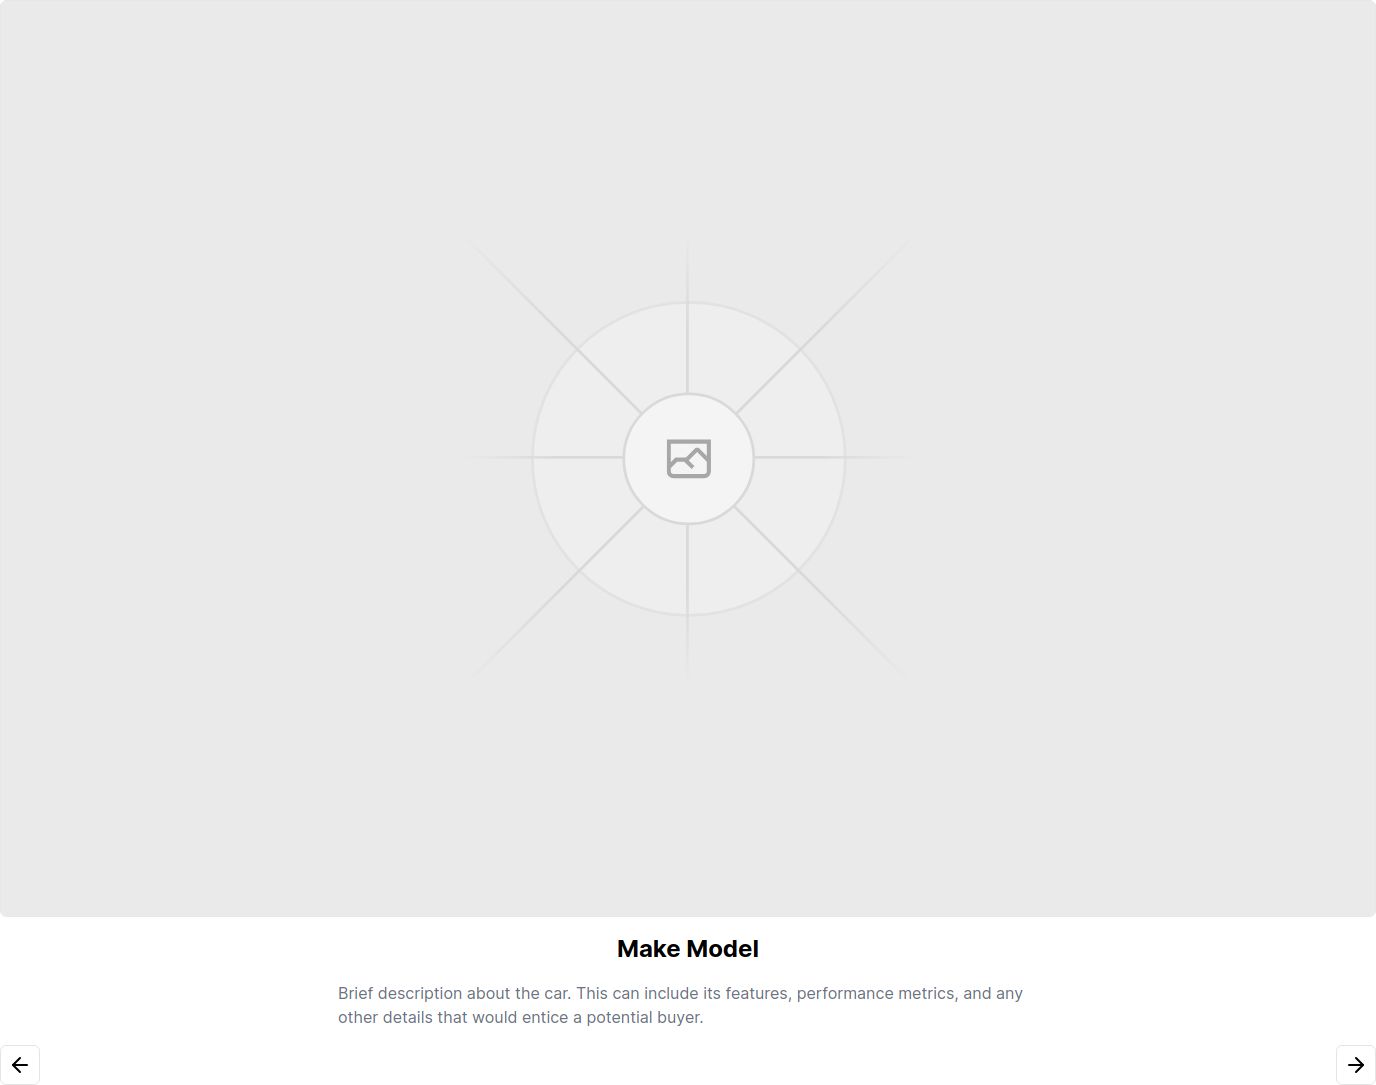 Make Model
Brief description about the car. This can include its features, performance metrics, and any
other details that would entice a potential buyer.